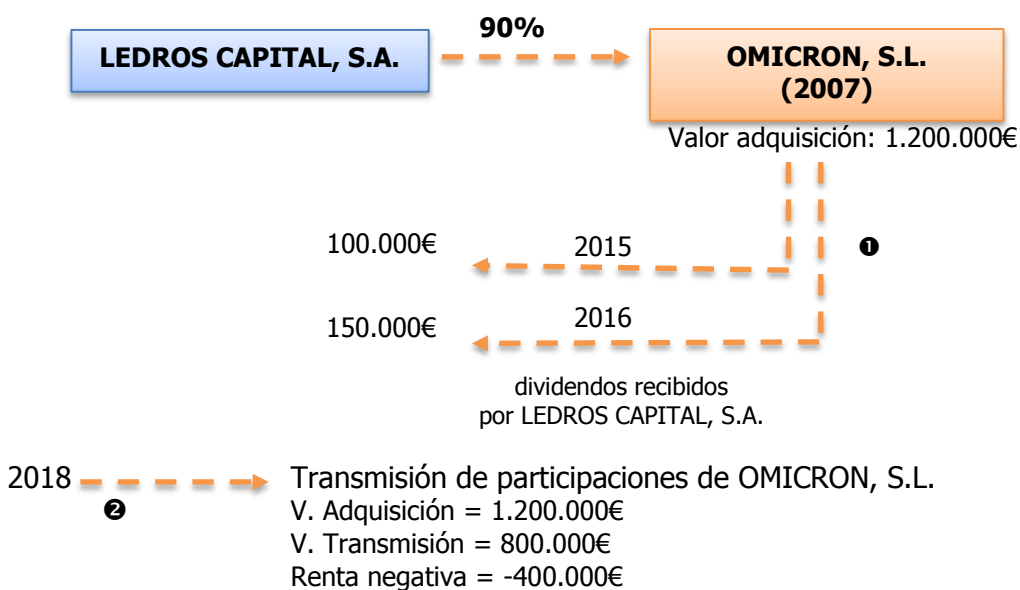 90%
LEDROS CAPITAL, S.A.
OMICRON, S.L.
(2007)
Valor adquisición: 1.200.000€
100.000€
2015
❶
150.000€
2016
dividendos recibidos
por LEDROS CAPITAL, S.A.
2018
Transmisión de participaciones de OMICRON, S.L.
❷
V. Adquisición = 1.200.000€
V. Transmisión = 800.000€
Renta negativa = -400.000€